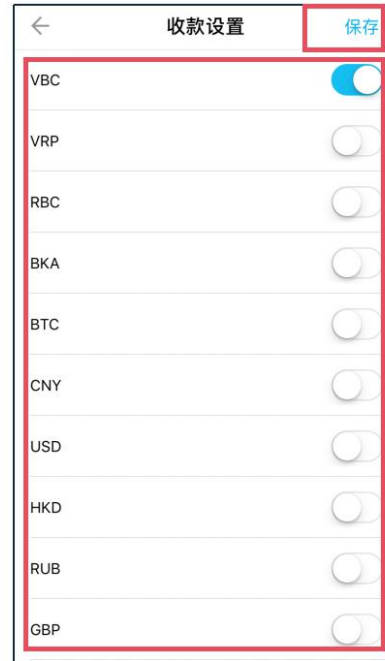 收款设置 保存
VBC
VRP
RBC
BKA
BTC
CNY
USD
HKD
RUB
GBP